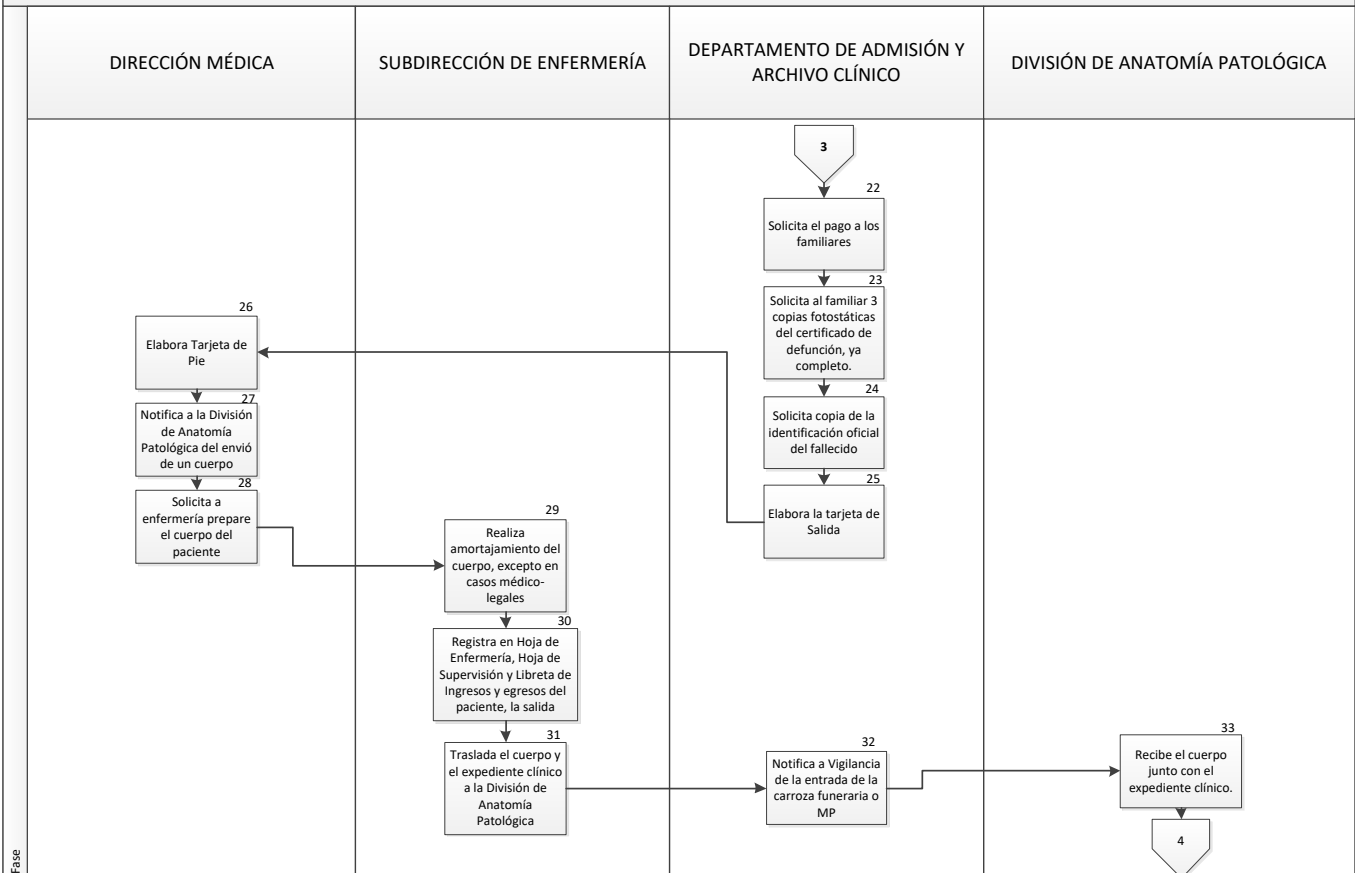 DIRECCIÓN MÉDICA
SUBDIRECCIÓN DE ENFERMERÍA
DEPARTAMENTO DE ADMISIÓN Y
ARCHIVO CLÍNICO
DIVISIÓN DE ANATOMÍA PATOLÓGICA
3
22
Solicita el pago a los
familiares
23
Solicita al familiar 3
copias fotostáticas
del certificado de
defunción, ya
completo.
24
Solicita copia de la
identificación oficial
del fallecido
25
Elabora la tarjeta de
Salida
26
Elabora Tarjeta de
Pie
27
Notifica a la División
de Anatomía
Patológica del envió
de un cuerpo
28
Solicita a
enfermería prepare
el cuerpo del
paciente
29
Realiza
amortajamiento del
cuerpo, excepto en
casos médico-
legales
30
Registra en Hoja de
Enfermería, Hoja de
Supervisión y Libreta de
Ingresos y egresos del
paciente, la salida
31
Traslada el cuerpo y
el expediente clínico
a la División de
Anatomía
Patológica
32
Notifica a Vigilancia
de la entrada de la
carroza funeraria o
MP
33
Recibe el cuerpo
junto con el
expediente clínico.
4
Fase